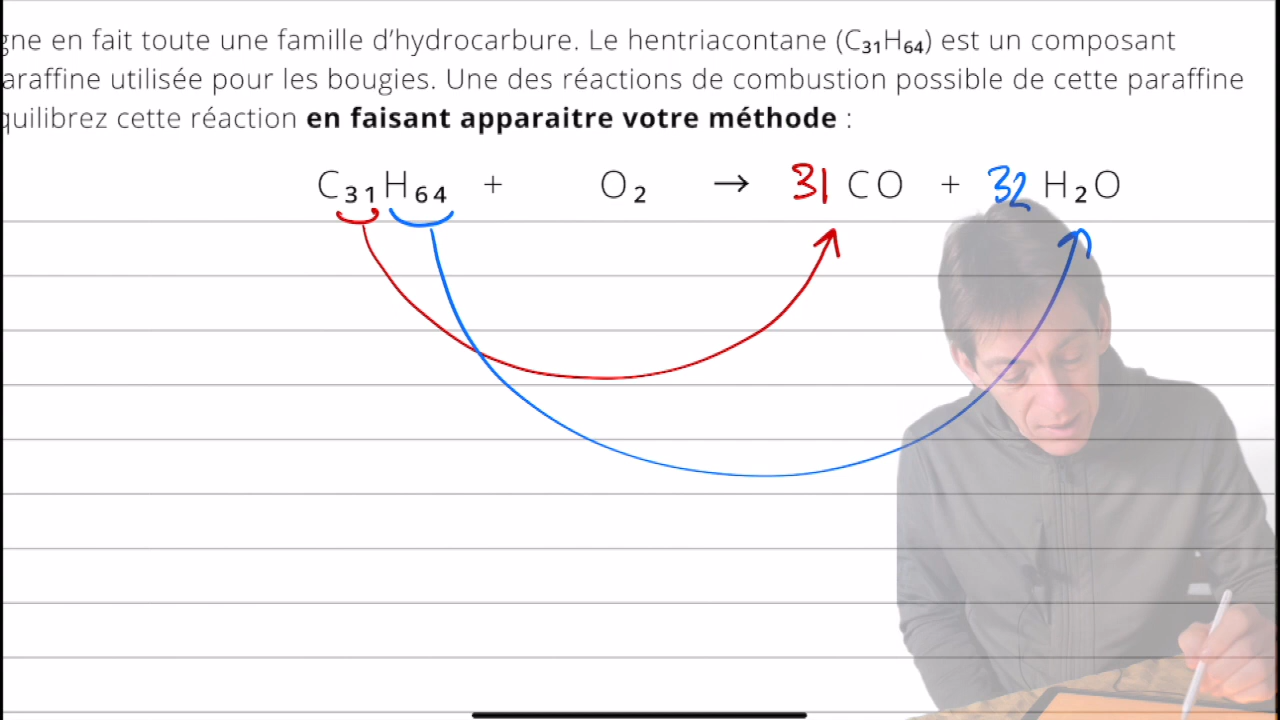 gne en fait toute une famille d’hydrocarbure. Le hentriacontane (C₃₁H₆₄) est un composant
araffine utilisée pour les bougies. Une des réactions de combustion possible de cette paraffine
quilibrez cette réaction en faisant apparaitre votre méthode :
C₃₁H₆₄ + O₂ → 31 CO + 32 H₂O